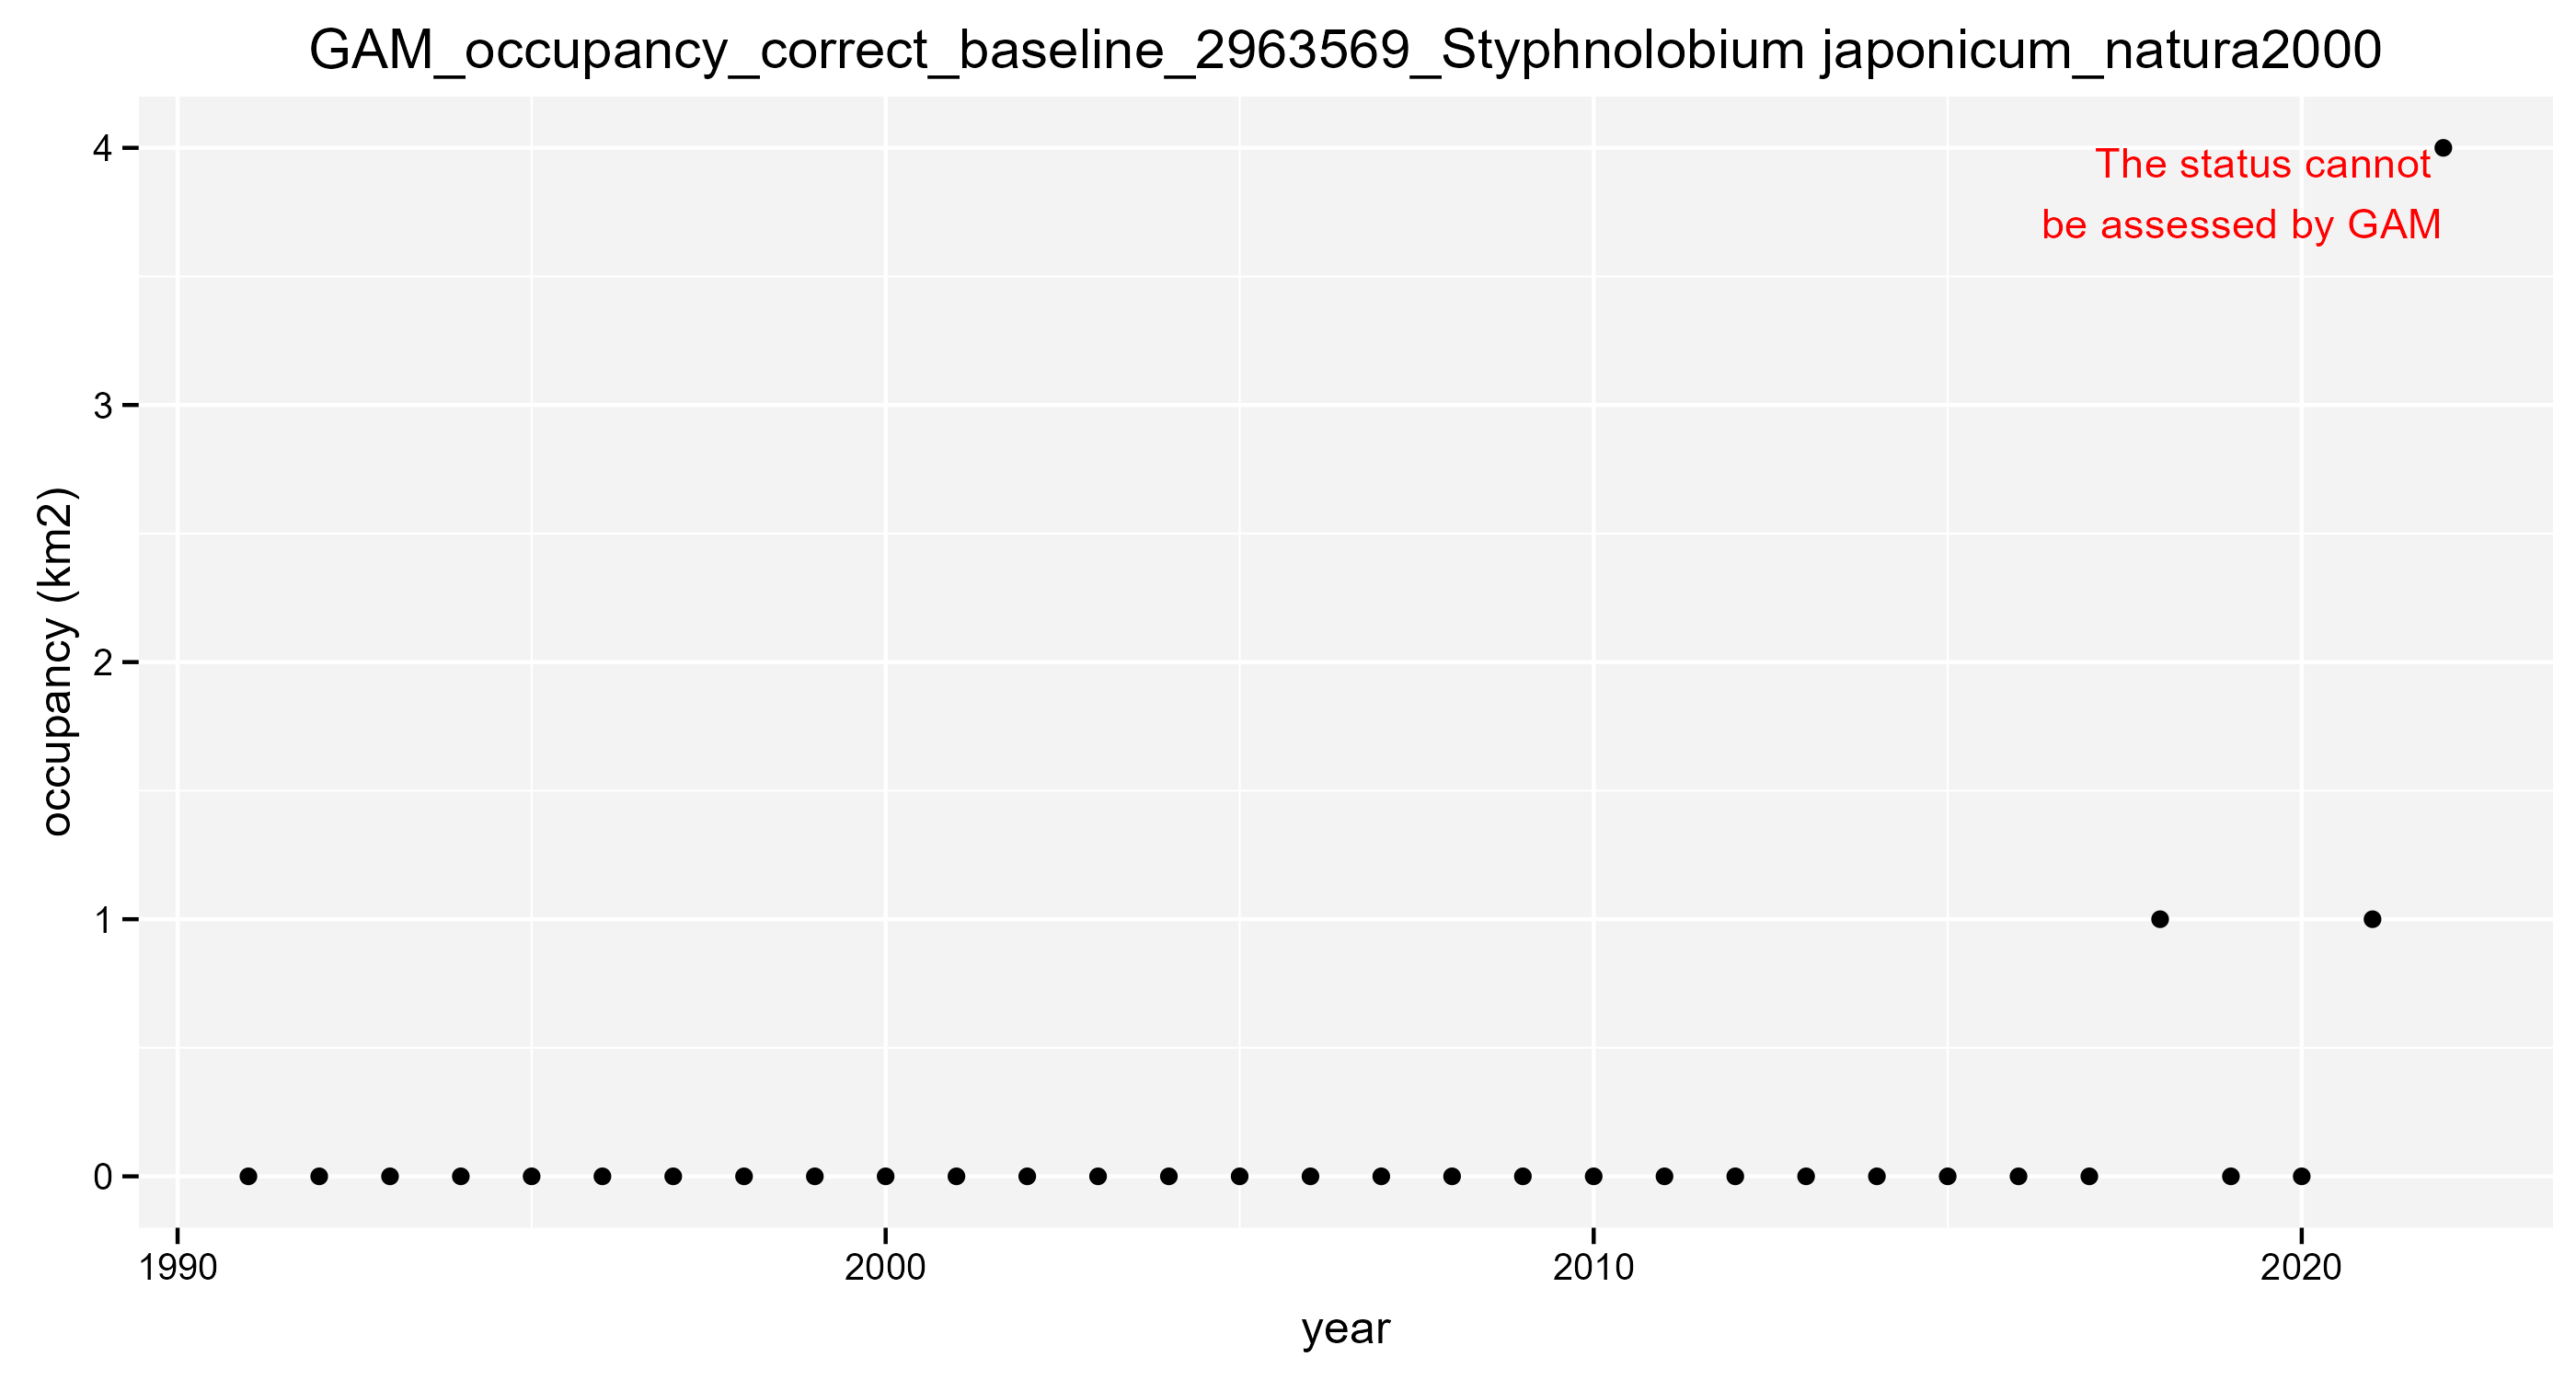 GAM_occupancy_correct_baseline_2963569_Styphnolobium japonicum_natura2000
The status cannot
be assessed by GAM
occupancy (km2)
4
3
2
1
0
1990 2000 2010 2020
year